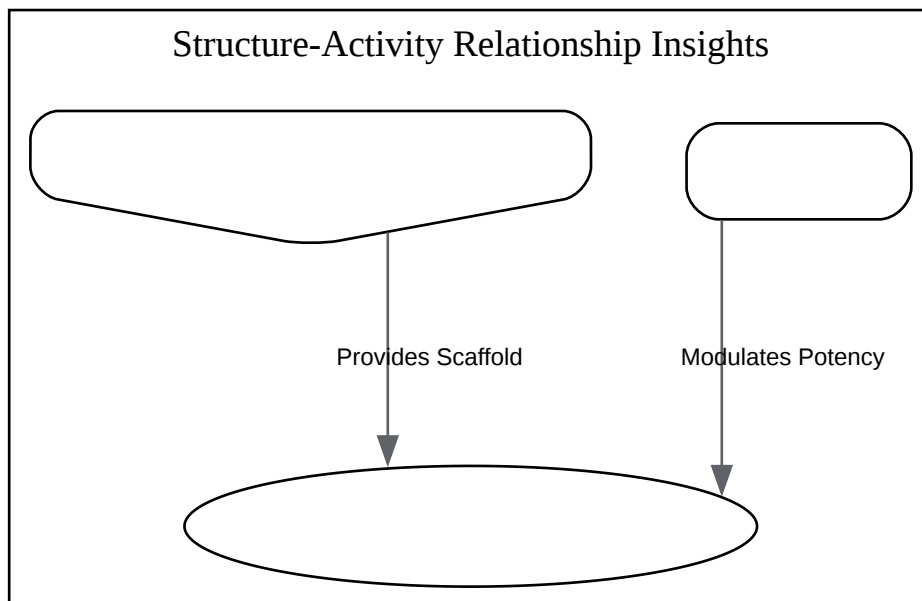 Structure-Activity Relationship Insights
Provides Scaffold
Modulates Potency